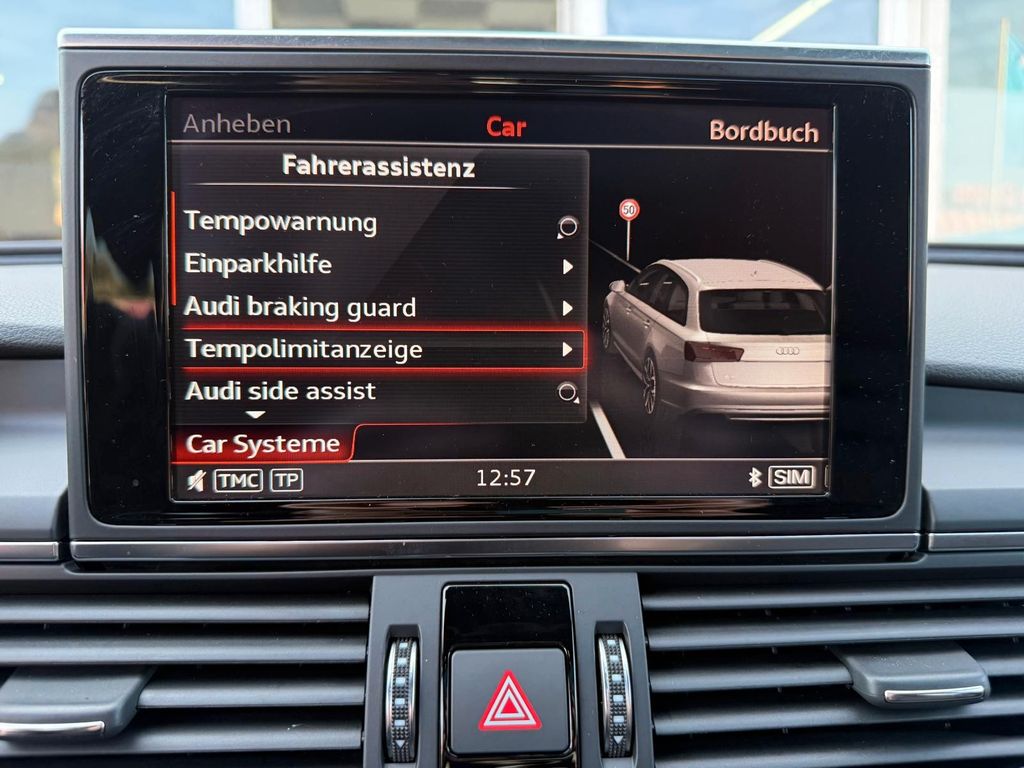 Anheben Car Bordbuch
Fahrerassistenz
Tempowarnung
50
Einparkhilfe
Audi braking guard
Tempolimitanzeige
Audi side assist
Car Systeme
TMC TP 12:57 SIM